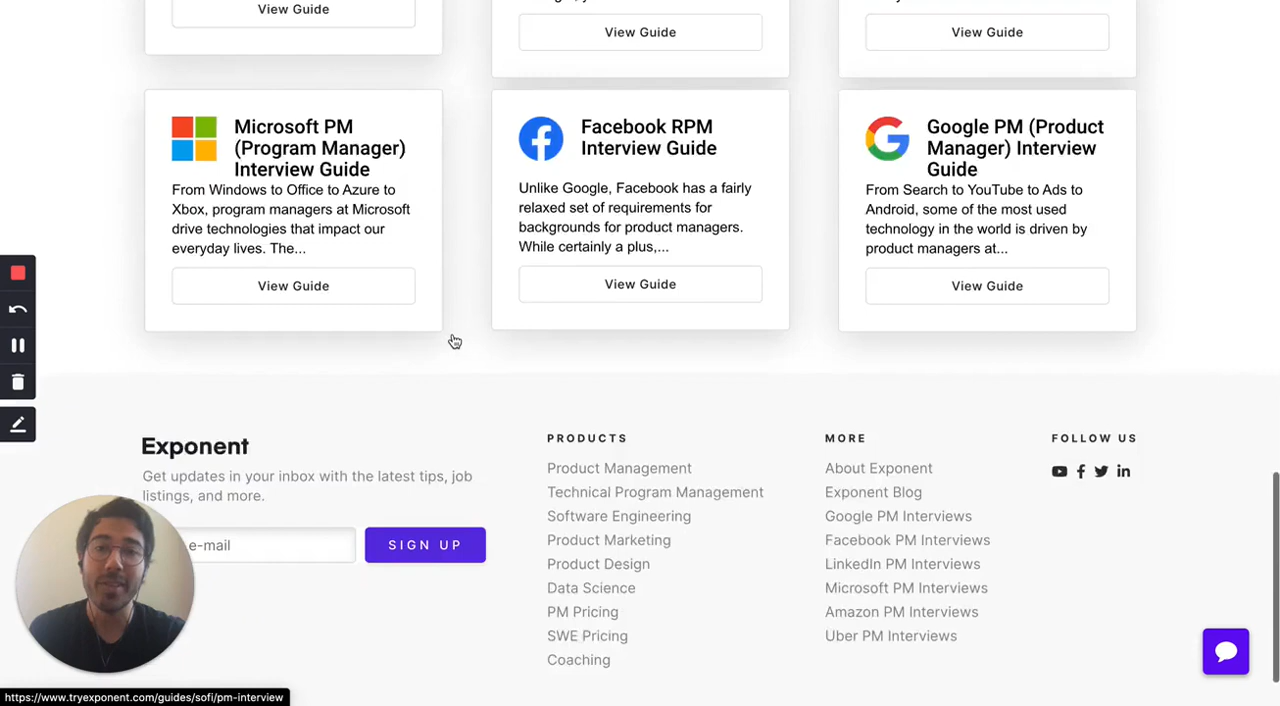 View Guide
View Guide
View Guide
Microsoft PM
(Program Manager)
Interview Guide
From Windows to Office to Azure to
Xbox, program managers at Microsoft
drive technologies that impact our
everyday lives. The...
View Guide
Facebook RPM
Interview Guide
Unlike Google, Facebook has a fairly
relaxed set of requirements for
backgrounds for product managers.
While certainly a plus,...
View Guide
Google PM (Product
Manager) Interview
Guide
From Search to YouTube to Ads to
Android, some of the most used
technology in the world is driven by
product managers at...
View Guide
Exponent
Get updates in your inbox with the latest tips, job
listings, and more.
e-mail
SIGN UP
PRODUCTS
Product Management
Technical Program Management
Software Engineering
Product Marketing
Product Design
Data Science
PM Pricing
SWE Pricing
Coaching
MORE
About Exponent
Exponent Blog
Google PM Interviews
Facebook PM Interviews
LinkedIn PM Interviews
Microsoft PM Interviews
Amazon PM Interviews
Uber PM Interviews
FOLLOW US
https://www.tryexponent.com/guides/sofi/pm-interview